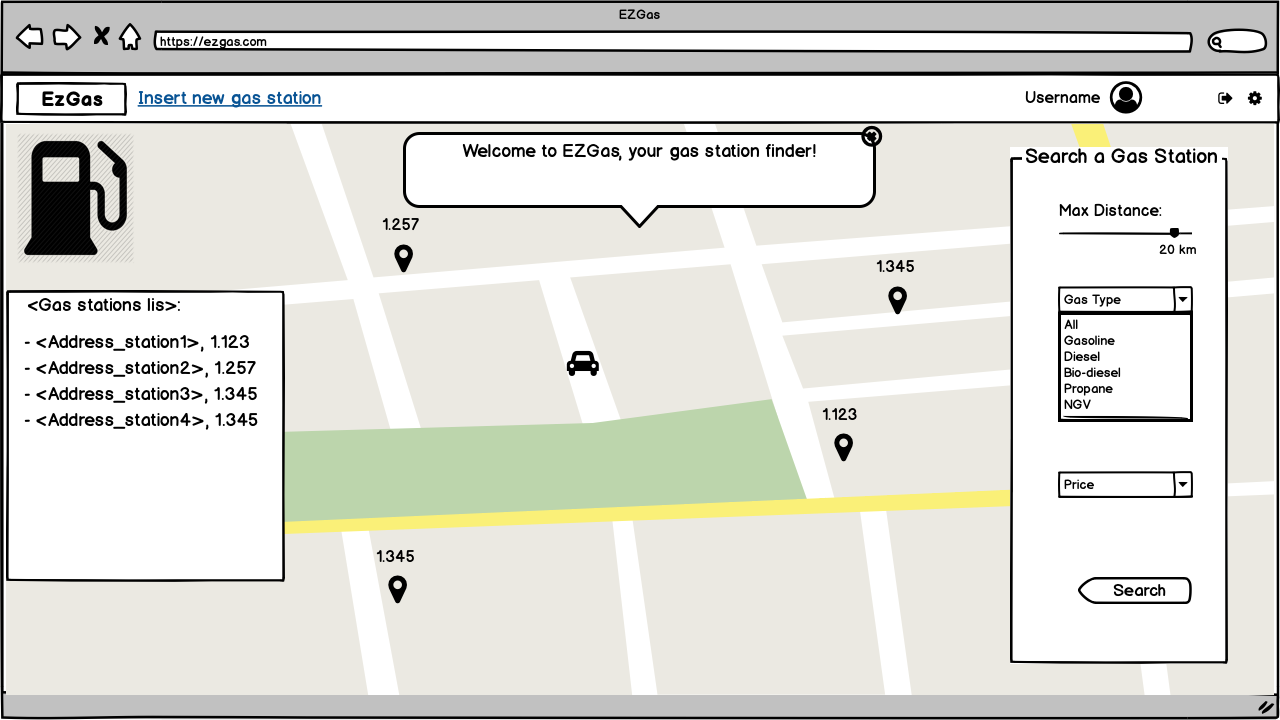 EZGas
https://ezgas.com
EzGas
Insert new gas station
Username
Welcome to EZGas, your gas station finder!
Search a Gas Station
Max Distance:
20 km
1.257
1.345
<Gas stations lis>:
- <Address_station1>, 1.123
- <Address_station2>, 1.257
- <Address_station3>, 1.345
- <Address_station4>, 1.345
Gas Type
All
Gasoline
Diesel
Bio-diesel
Propane
NGV
1.123
Price
1.345
Search